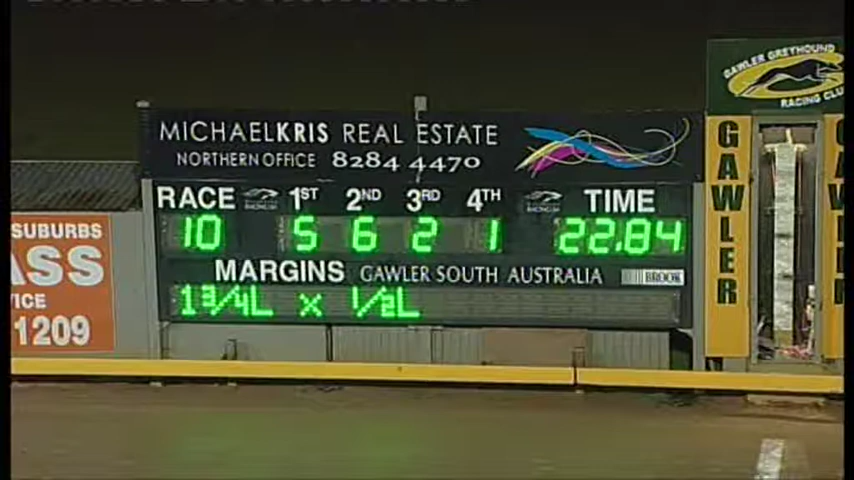 GAWLER GREYHOUND
RACING CLUB
MICHAELKRIS REAL ESTATE
NORTHERN OFFICE 8284 4470
RACE 1ST 2ND 3RD 4TH TIME
10 5 6 2 1 22.84
MARGINS GAWLER SOUTH AUSTRALIA BROOK
1¾L x ½L
SUBURBS
ASS
ICE
1209
GAWLER